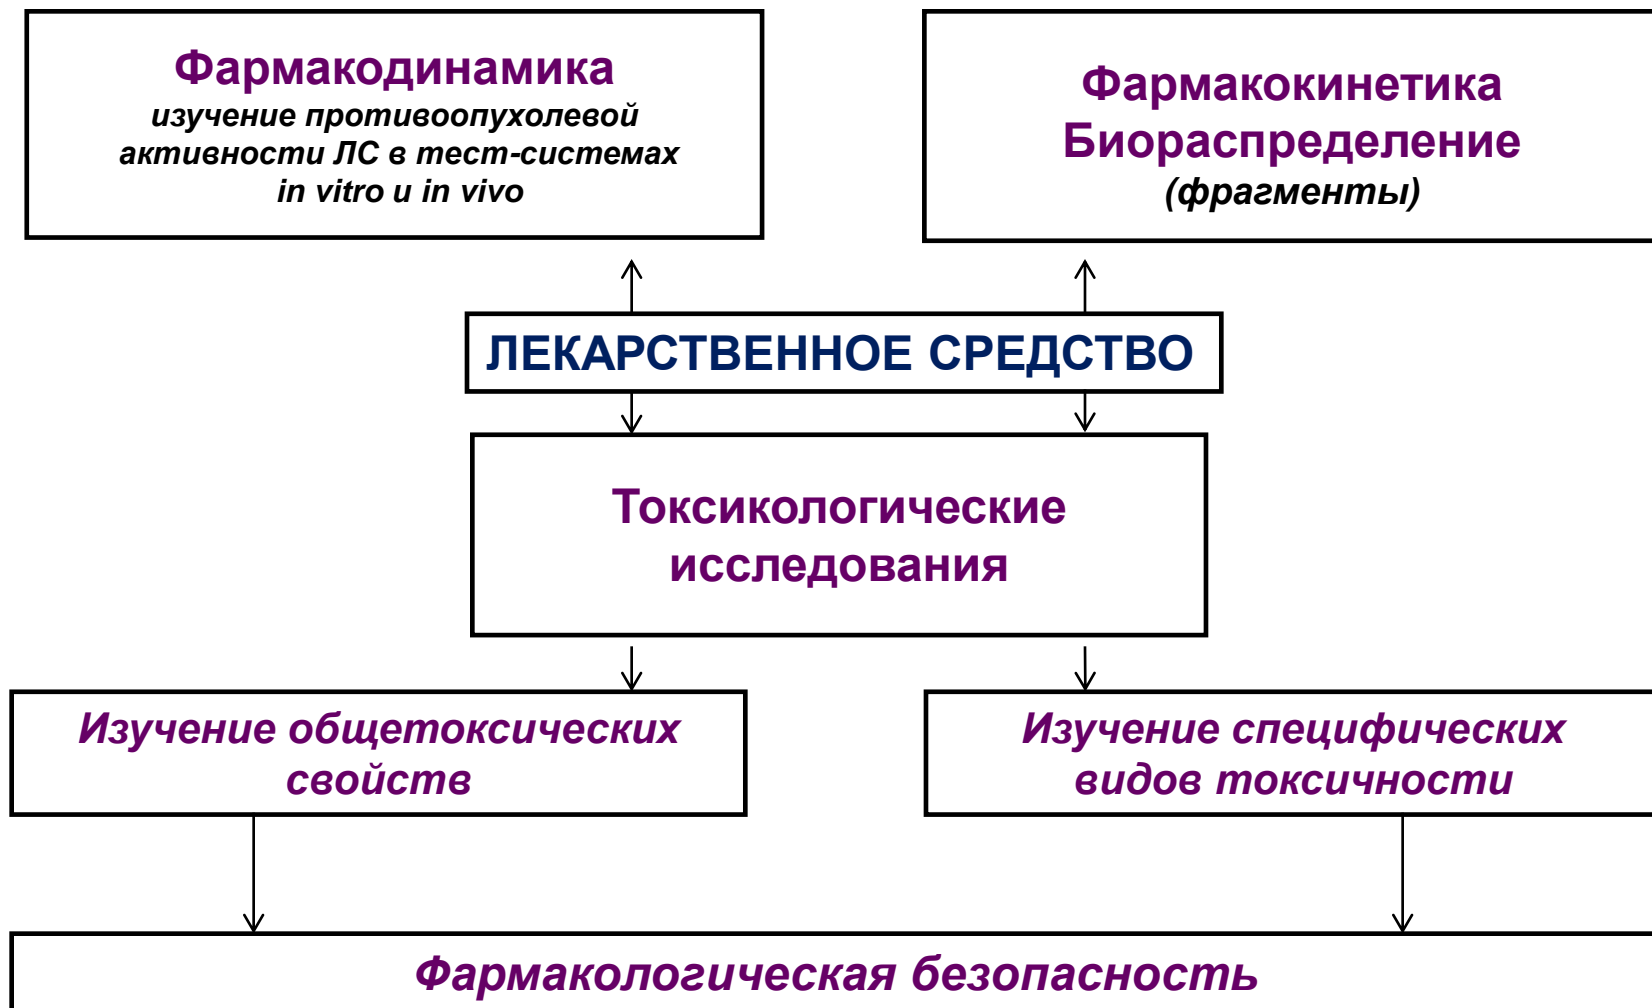 Фармакодинамика
изучение противоопухолевой
активности ЛС в тест-системах
in vitro и in vivo
Фармакокинетика
Биораспределение
(фрагменты)
ЛЕКАРСТВЕННОЕ СРЕДСТВО
Токсикологические
исследования
Изучение общетоксических
свойств
Изучение специфических
видов токсичности
Фармакологическая безопасность